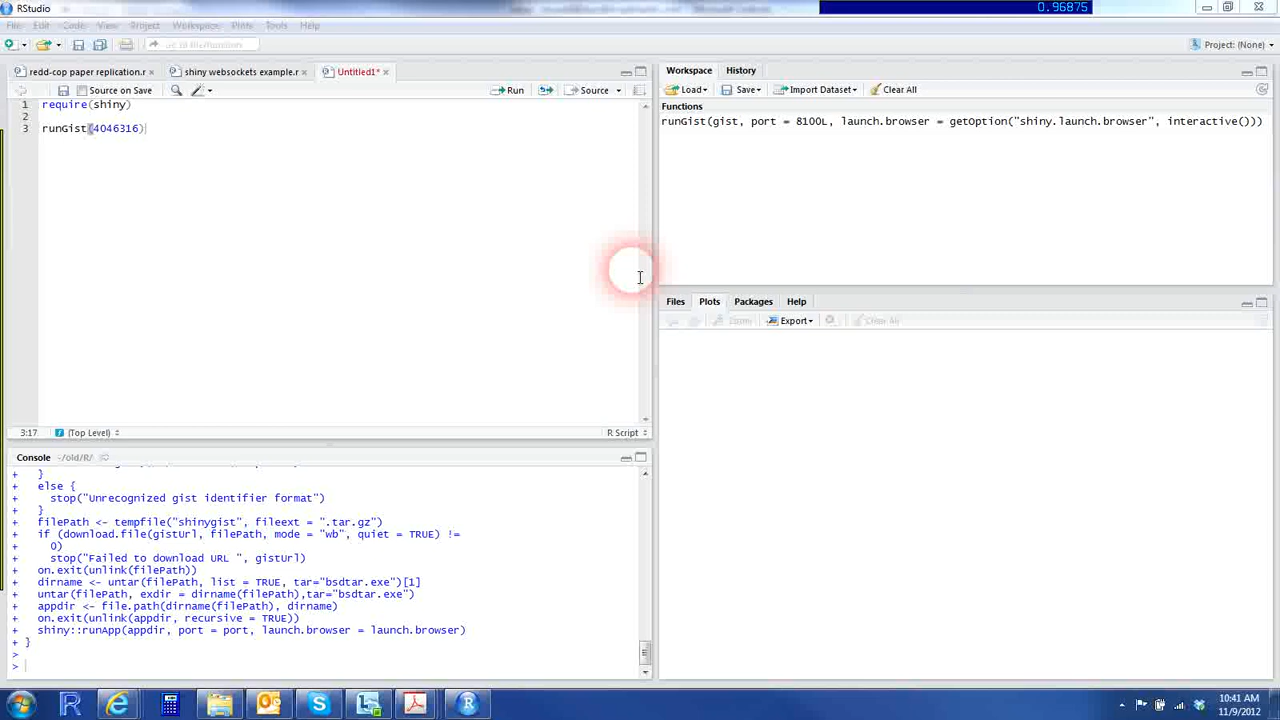 RStudio
0.96875
File Edit Code View Project Workspace Plots Tools Help
Project: (None)
redd-cop paper replication.r
shiny websockets example.r
Untitled1*
Source on Save
Run
Source
1 require(shiny)
2
3 runGist(4046316)
3:17
(Top Level)
R Script
Console ~/old/R/
+ }
+ else {
+ stop("Unrecognized gist identifier format")
+ }
+ filePath <- tempfile("shinygist", fileext = ".tar.gz")
+ if (download.file(gistUrl, filePath, mode = "wb", quiet = TRUE) !=
+ 0)
+ stop("Failed to download URL ", gistUrl)
+ on.exit(unlink(filePath))
+ dirname <- untar(filePath, list = TRUE, tar="bsdtar.exe")[1]
+ untar(filePath, exdir = dirname(filePath),tar="bsdtar.exe")
+ appdir <- file.path(dirname(filePath), dirname)
+ on.exit(unlink(appdir, recursive = TRUE))
+ shiny::runApp(appdir, port = port, launch.browser = launch.browser)
+ }
>
>
Workspace History
Load Save Import Dataset Clear All
Functions
runGist(gist, port = 8100L, launch.browser = getOption("shiny.launch.browser", interactive()))
Files Plots Packages Help
Zoom Export Clear All
10:41 AM
11/9/2012